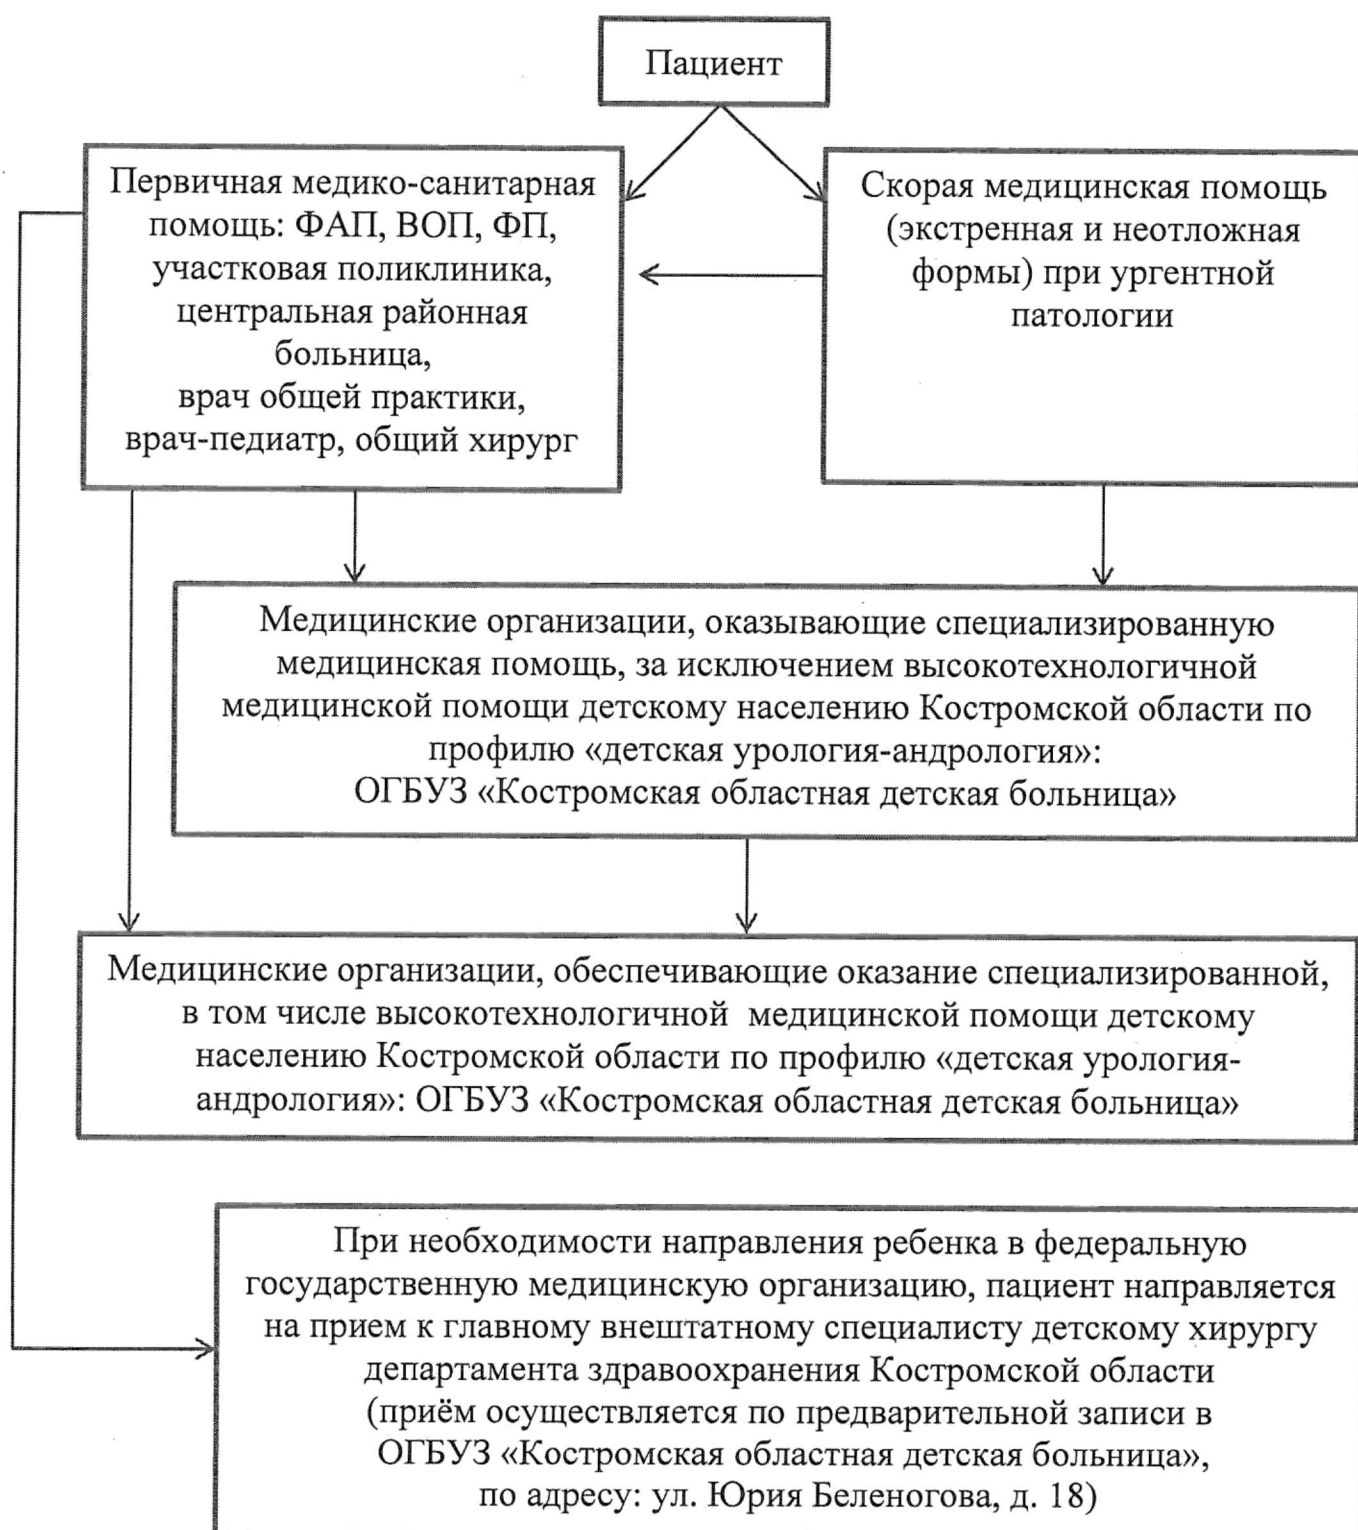 Пациент
Первичная медико-санитарная
помощь: ФАП, ВОП, ФП,
участковая поликлиника,
центральная районная
больница,
врач общей практики,
врач-педиатр, общий хирург
Скорая медицинская помощь
(экстренная и неотложная
формы) при ургентной
патологии
Медицинские организации, оказывающие специализированную
медицинская помощь, за исключением высокотехнологичной
медицинской помощи детскому населению Костромской области по
профилю «детская урология-андрология»:
ОГБУЗ «Костромская областная детская больница»
Медицинские организации, обеспечивающие оказание специализированной,
в том числе высокотехнологичной медицинской помощи детскому
населению Костромской области по профилю «детская урология-
андрология»: ОГБУЗ «Костромская областная детская больница»
При необходимости направления ребенка в федеральную
государственную медицинскую организацию, пациент направляется
на прием к главному внештатному специалисту детскому хирургу
департамента здравоохранения Костромской области
(приём осуществляется по предварительной записи в
ОГБУЗ «Костромская областная детская больница»,
по адресу: ул. Юрия Беленогова, д. 18)